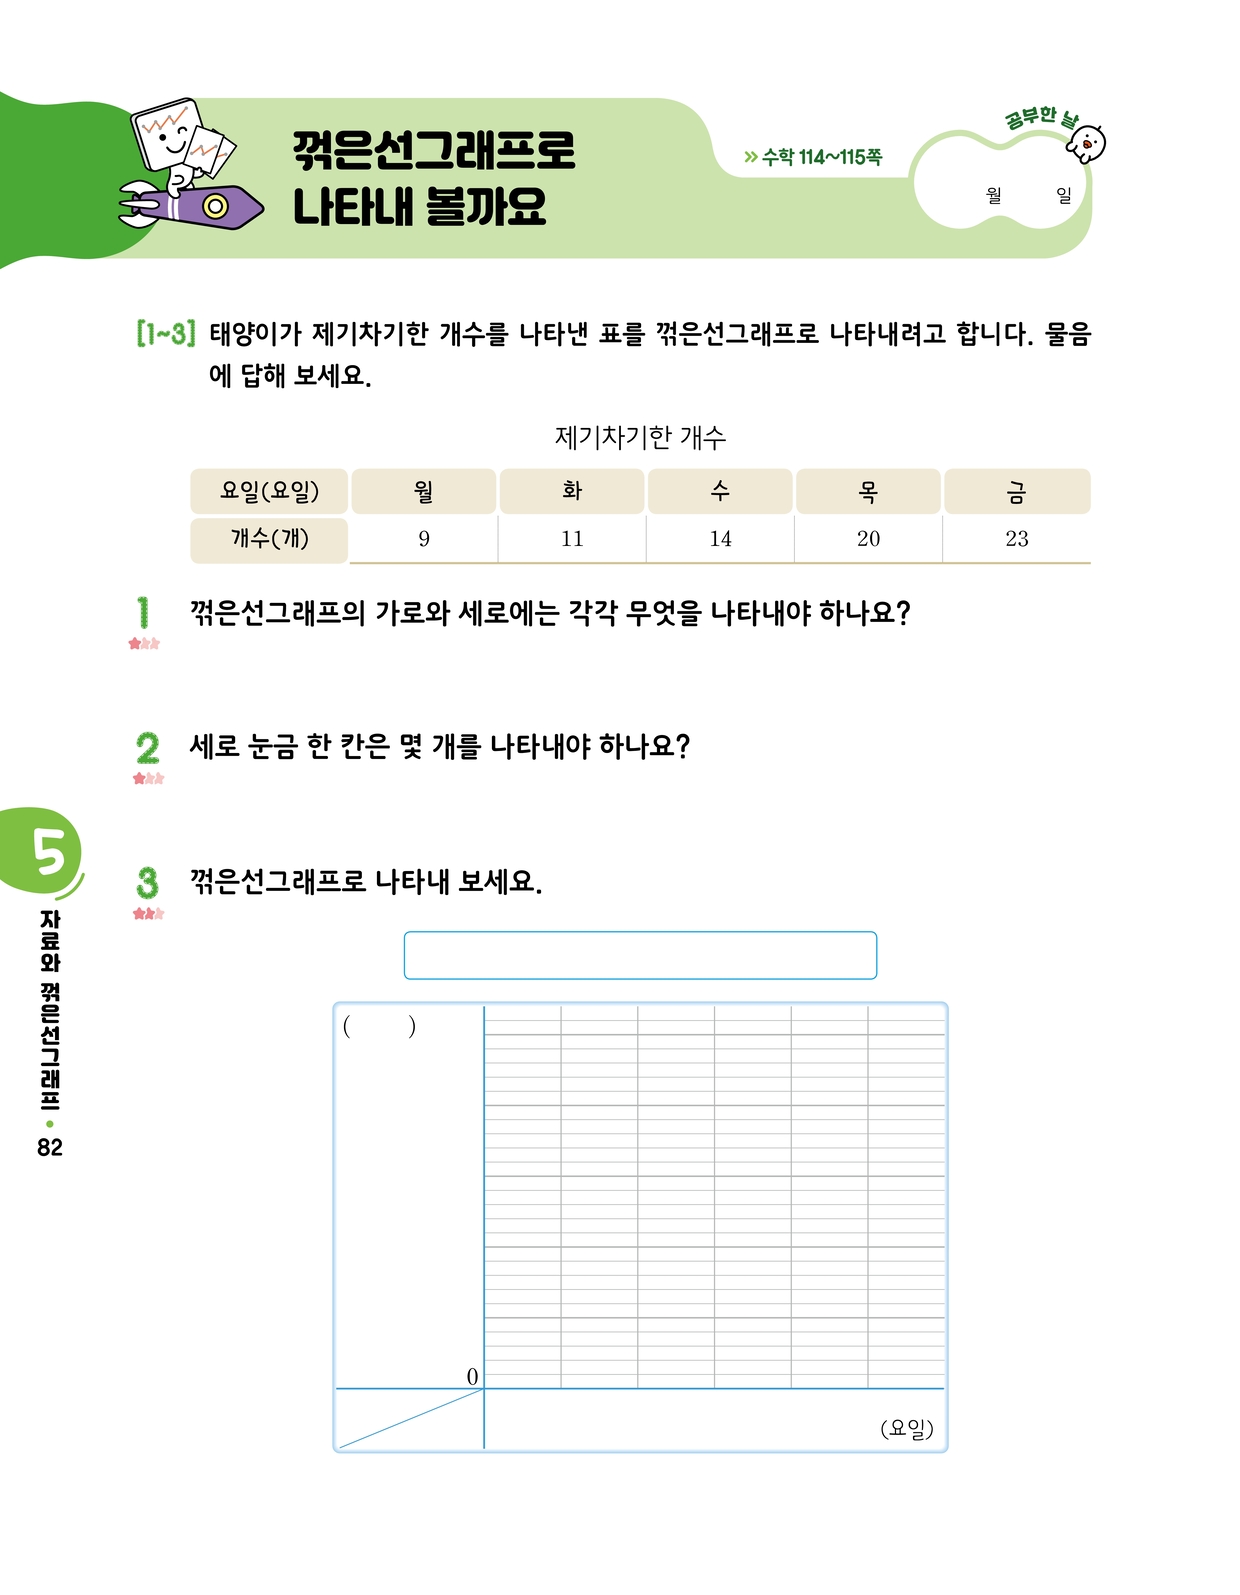 꺾은선그래프로
나타내 볼까요
» 수학 114~115쪽
공부한 날
월 일
[1~3] 태양이가 제기차기한 개수를 나타낸 표를 꺾은선그래프로 나타내려고 합니다. 물음
에 답해 보세요.
제기차기한 개수
요일(요일) 월 화 수 목 금
개수(개) 9 11 14 20 23
1 꺾은선그래프의 가로와 세로에는 각각 무엇을 나타내야 하나요?
2 세로 눈금 한 칸은 몇 개를 나타내야 하나요?
3 꺾은선그래프로 나타내 보세요.
( )
0
(요일)
5
자료와 꺾은선그래프
82